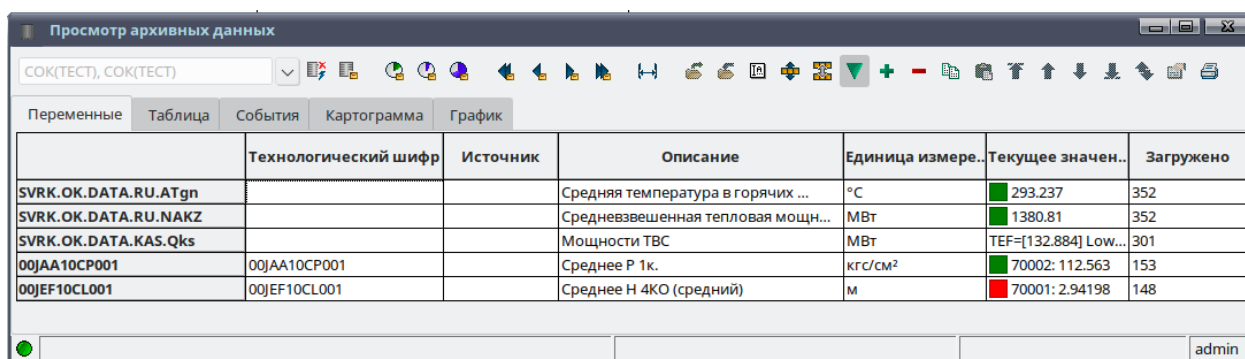 Просмотр архивных данных
СОК(ТЕСТ), СОК(ТЕСТ)
Переменные Таблица События Картограмма График
Технологический шифр Источник Описание Единица измере.. Текущее значен.. Загружено
SVRK.OK.DATA.RU.ATgn Средняя температура в горячих ... °C 293.237 352
SVRK.OK.DATA.RU.NAKZ Средневзвешенная тепловая мощн... МВт 1380.81 352
SVRK.OK.DATA.KAS.Qks Мощности ТВС МВт TEF=[132.884] Low... 301
00JAA10CP001 00JAA10CP001 Среднее Р 1к. кгс/см² 70002: 112.563 153
00JEF10CL001 00JEF10CL001 Среднее Н 4КО (средний) м 70001: 2.94198 148
admin